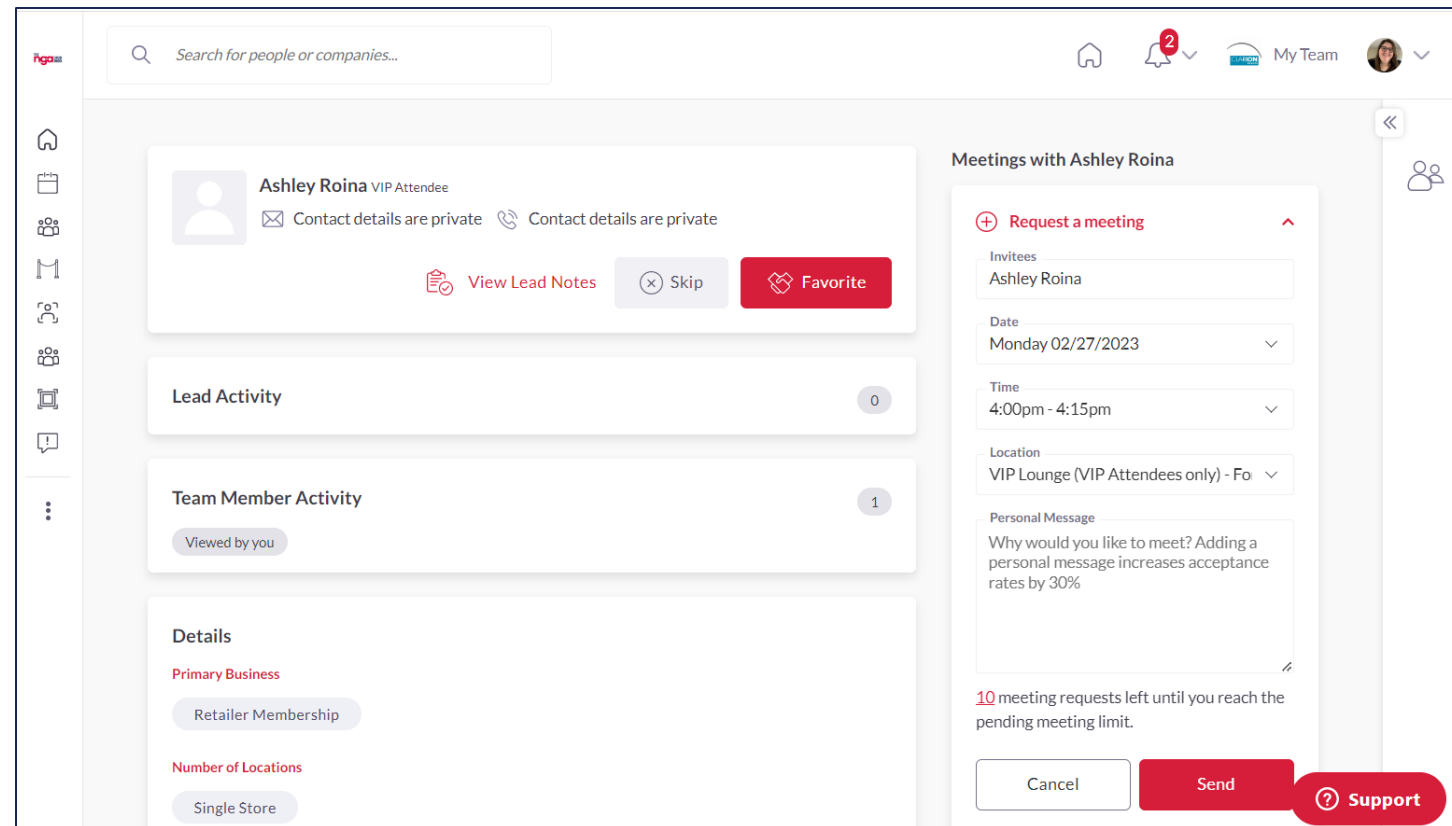 nga
Search for people or companies...
2
CLARION
My Team
Ashley Roina VIP Attendee
Contact details are private
Contact details are private
View Lead Notes
Skip
Favorite
Lead Activity
0
Team Member Activity
1
Viewed by you
Details
Primary Business
Retailer Membership
Number of Locations
Single Store
Meetings with Ashley Roina
Request a meeting
Invitees
Ashley Roina
Date
Monday 02/27/2023
Time
4:00pm - 4:15pm
Location
VIP Lounge (VIP Attendees only) - Fo
Personal Message
Why would you like to meet? Adding a
personal message increases acceptance
rates by 30%
10 meeting requests left until you reach the
pending meeting limit.
Cancel
Send
Support